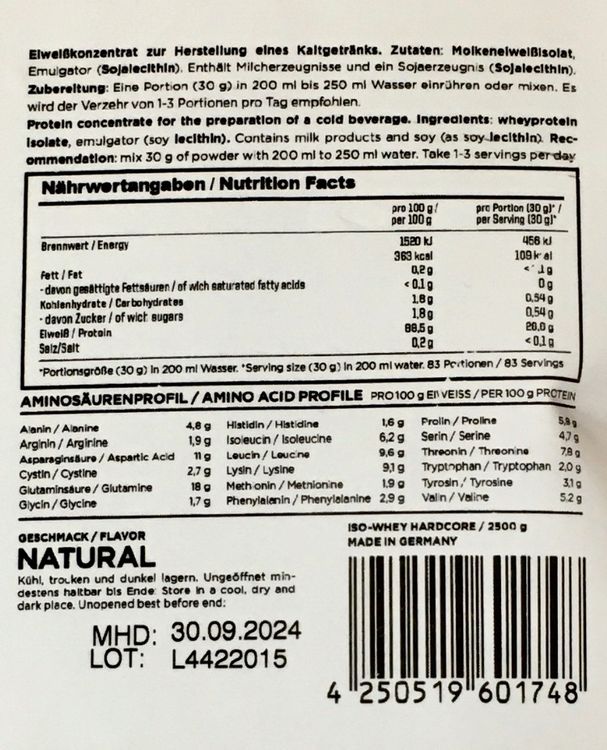 Eiweißkonzentrat zur Herstellung eines Kaltgetränks. Zutaten: Molkeneiweißisolat,
Emulgator (Sojalecithin). Enthält Milcherzeugnisse und ein Sojaerzeugnis (Sojalecithin).
Zubereitung: Eine Portion (30 g) in 200 ml bis 250 ml Wasser einrühren oder mixen. Es
wird der Verzehr von 1-3 Portionen pro Tag empfohlen.
Protein concentrate for the preparation of a cold beverage. Ingredients: wheyprotein
isolate, emulgator (soy lecithin). Contains milk products and soy (as soy lecithin). Rec-
ommendation: mix 30 g of powder with 200 ml to 250 ml water. Take 1-3 servings per day
Nährwertangaben / Nutrition Facts
pro 100 g/ pro Portion (30 g)* /
per 100 g per Serving (30 g)*
Brennwert / Energy 1520 kJ 456 kJ
363 kcal 109 kcal
Fett / Fat 0,2 g < 0,1 g
- davon gesättigte Fettsäuren / of wich saturated fatty acids < 0,1 g 0 g
Kohlenhydrate / Carbohydrates 1,8 g 0,54 g
- davon Zucker / of wich sugars 1,8 g 0,54 g
Eiweiß / Protein 88,5 g
Salz/Salt 0,2 g < 0,1 g
*Portionsgröße (30 g) in 200 ml Wasser. *Serving size (30 g) in 200 ml water. 83 Portionen / 83 Servings
AMINOSÄURENPROFIL / AMINO ACID PROFILE PRO 100 g EIWEISS / PER 100 g PROTEIN
Alanin / Alanine 4,8 g Histidin / Histidine 1,6 g Prolin / Proline 5,8 g
Arginin / Arginine 1,9 g Isoleucin / Isoleucine 6,2 g Serin / Serine 4,7 g
Asparaginsäure / Aspartic Acid 11 g Leucin / Leucine 9,6 g Threonin / Threonine 7,8 g
Cystin / Cystine 2,7 g Lysin / Lysine 9,1 g Tryptophan / Tryptophan 2,0 g
Glutaminsäure / Glutamine 18 g Methionin / Methionine 1,9 g Tyrosin / Tyrosine 3,1 g
Glycin / Glycine 1,7 g Phenylalanin / Phenylalanine 2,9 g Valin / Valine 5,2 g
GESCHMACK / FLAVOR
NATURAL
Kühl, trocken und dunkel lagern. Ungeöffnet min-
destens haltbar bis Ende: Store in a cool, dry and
dark place. Unopened best before end:
MHD: 30.09.2024
LOT: L4422015
ISO-WHEY HARDCORE / 2500 g
MADE IN GERMANY
4 250519 601748